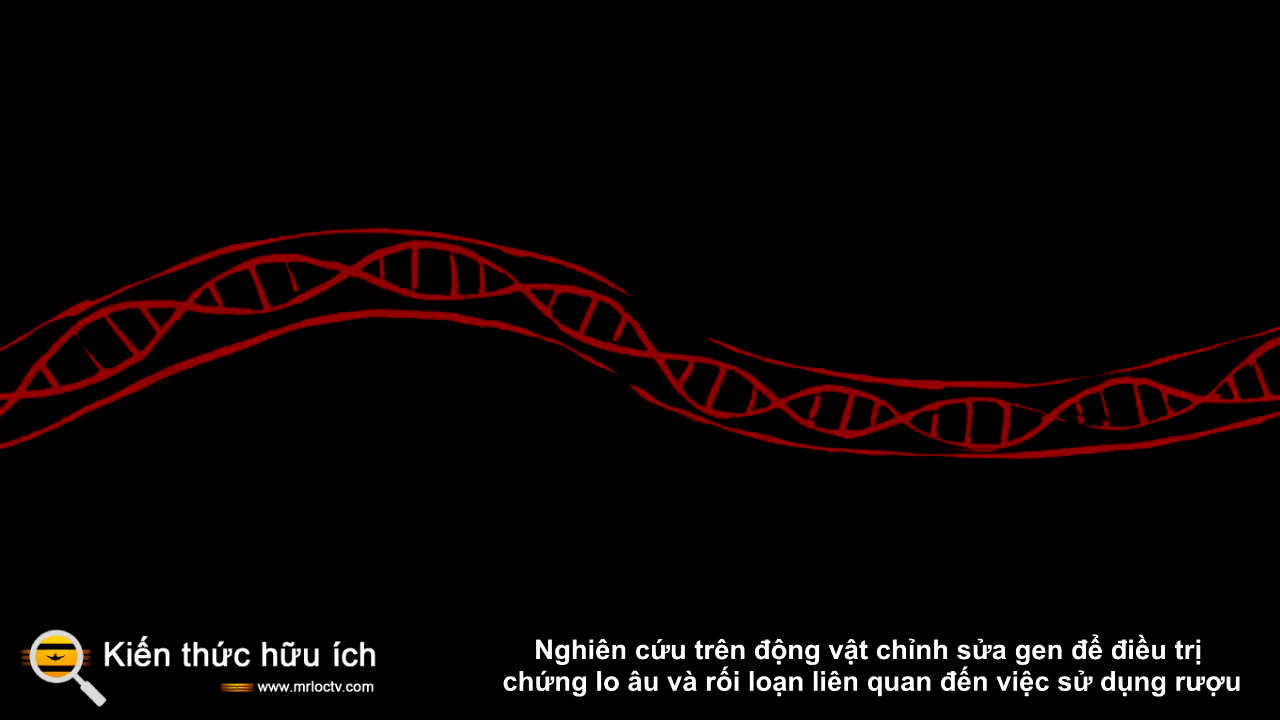 Kiến thức hữu ích
www.mrloctv.com
Nghiên cứu trên động vật chỉnh sửa gen để điều trị
chứng lo âu và rối loạn liên quan đến việc sử dụng rượu